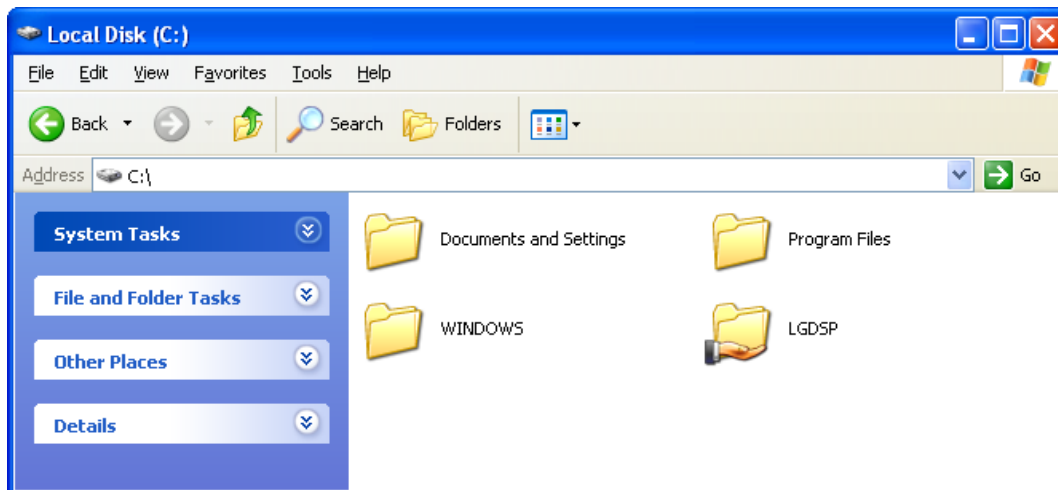 Local Disk (C:)
File Edit View Favorites Tools Help
Back Search Folders
Address C:\ Go
System Tasks
File and Folder Tasks
Other Places
Details
Documents and Settings Program Files
WINDOWS LGDSP